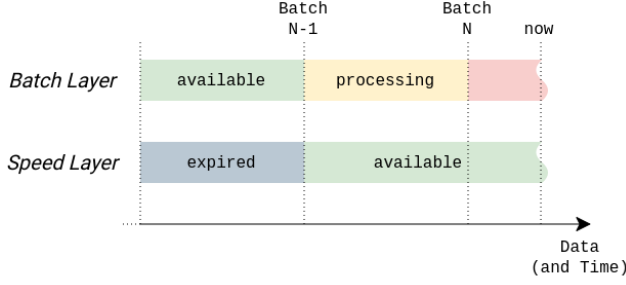 Batch
N-1
Batch
N
now
Batch Layer
available
processing
Speed Layer
expired
available
Data
(and Time)